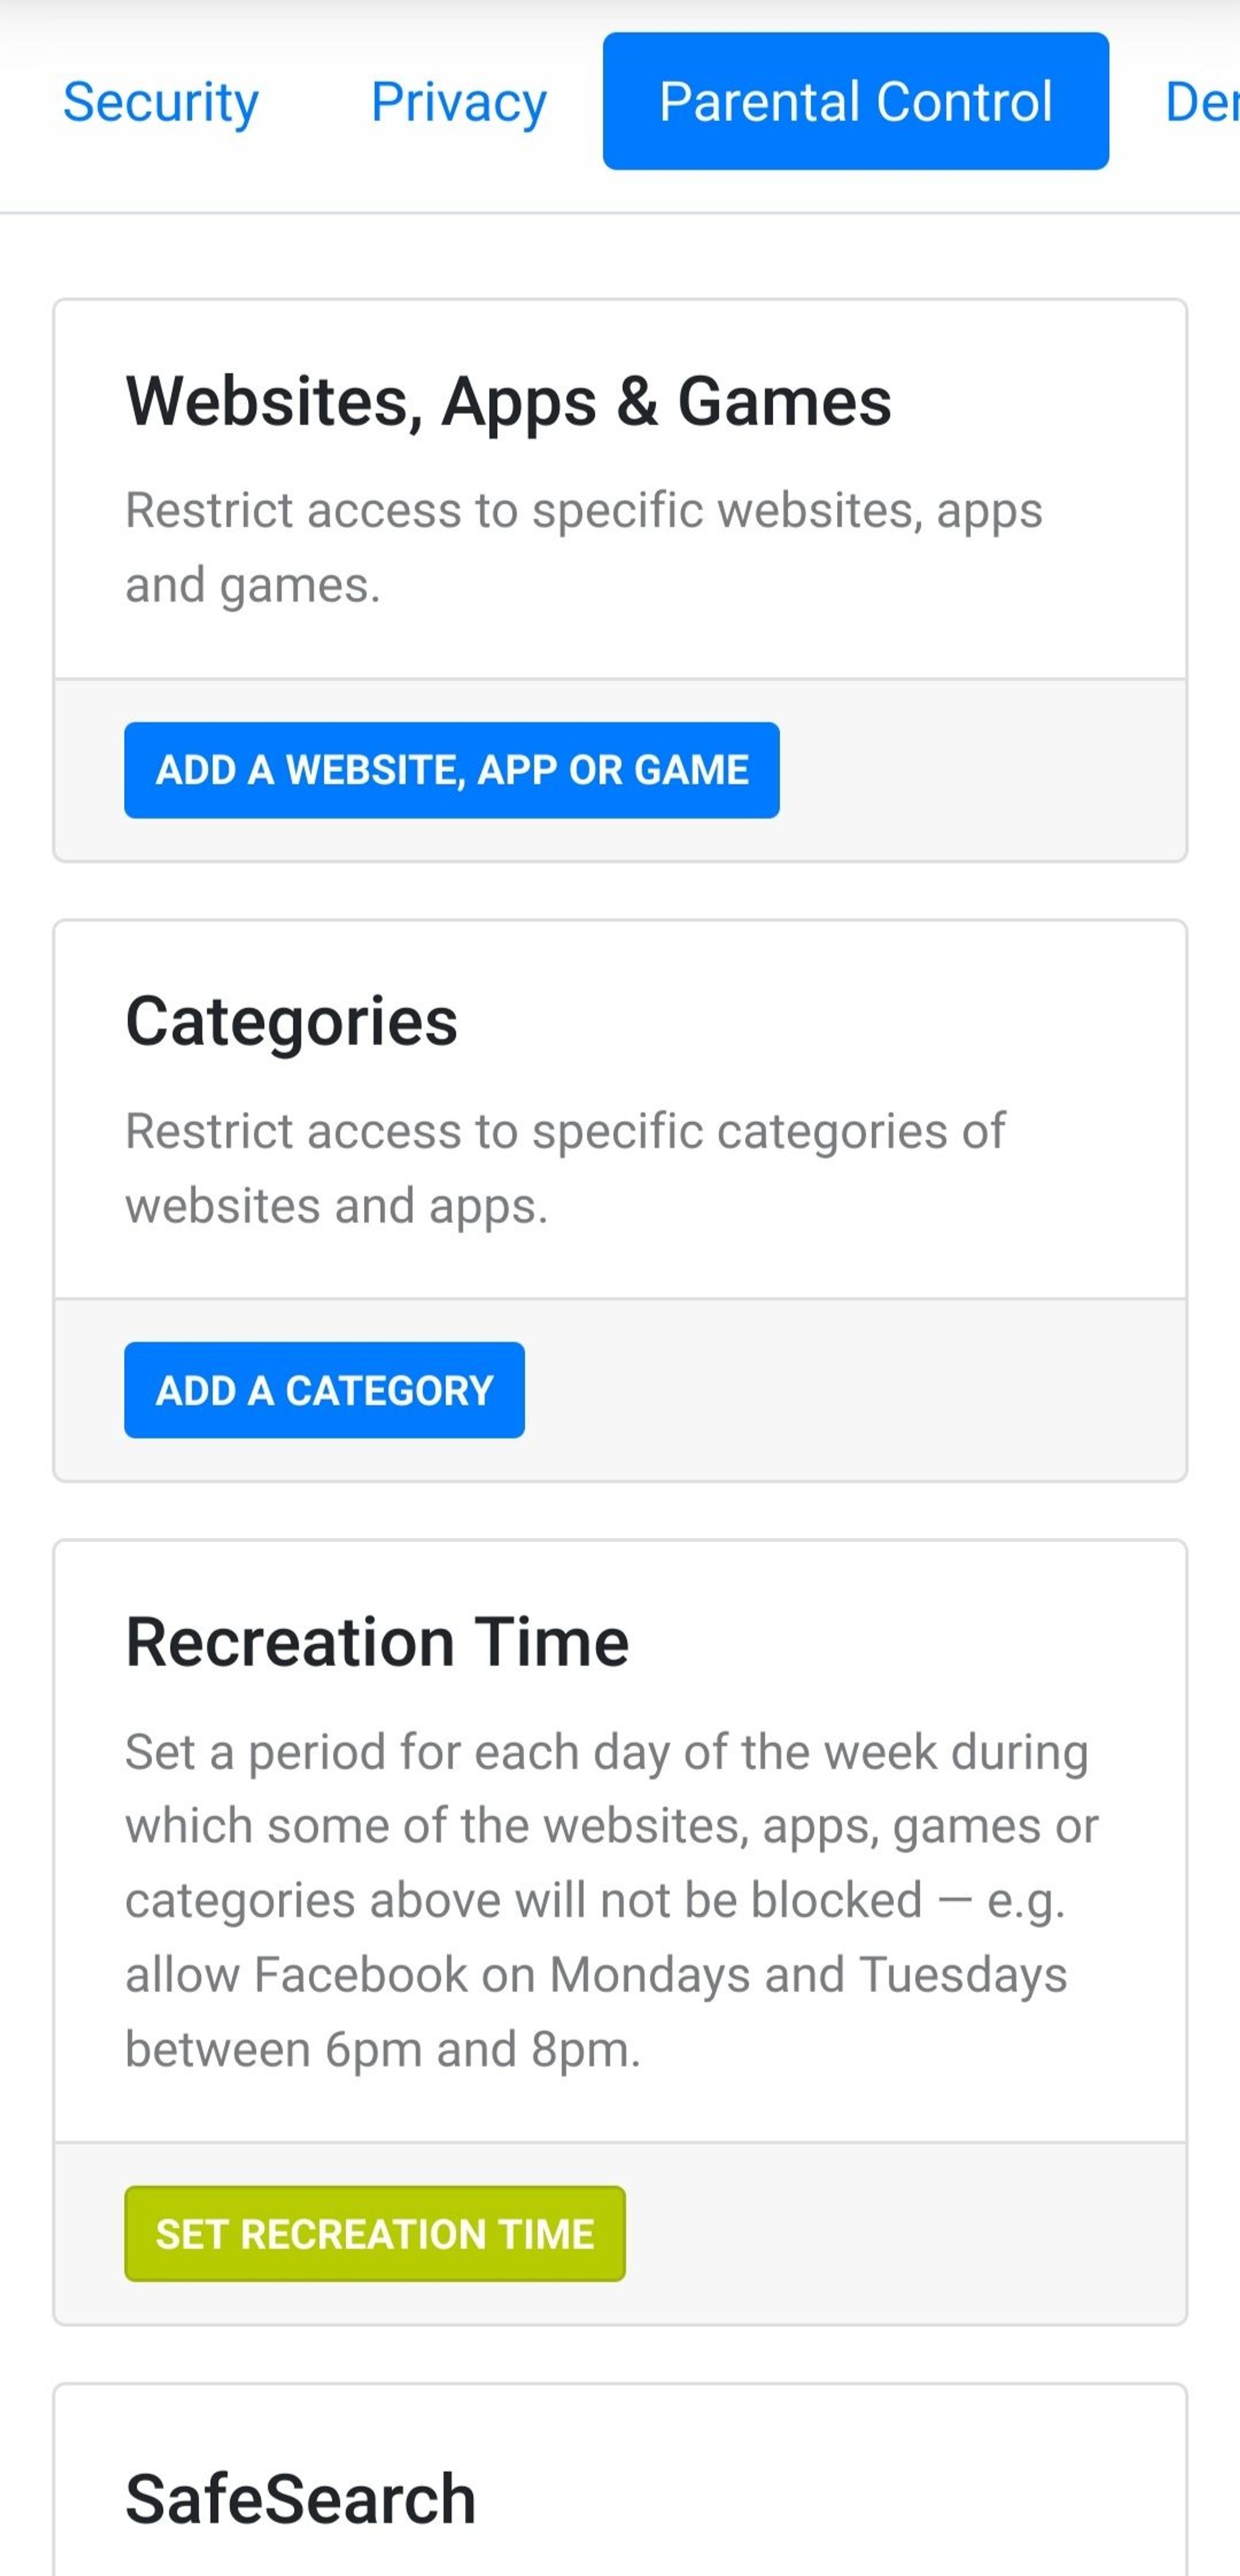 Security Privacy Parental Control
Websites, Apps & Games
Restrict access to specific websites, apps
and games.
ADD A WEBSITE, APP OR GAME
Categories
Restrict access to specific categories of
websites and apps.
ADD A CATEGORY
Recreation Time
Set a period for each day of the week during
which some of the websites, apps, games or
categories above will not be blocked — e.g.
allow Facebook on Mondays and Tuesdays
between 6pm and 8pm.
SET RECREATION TIME
SafeSearch